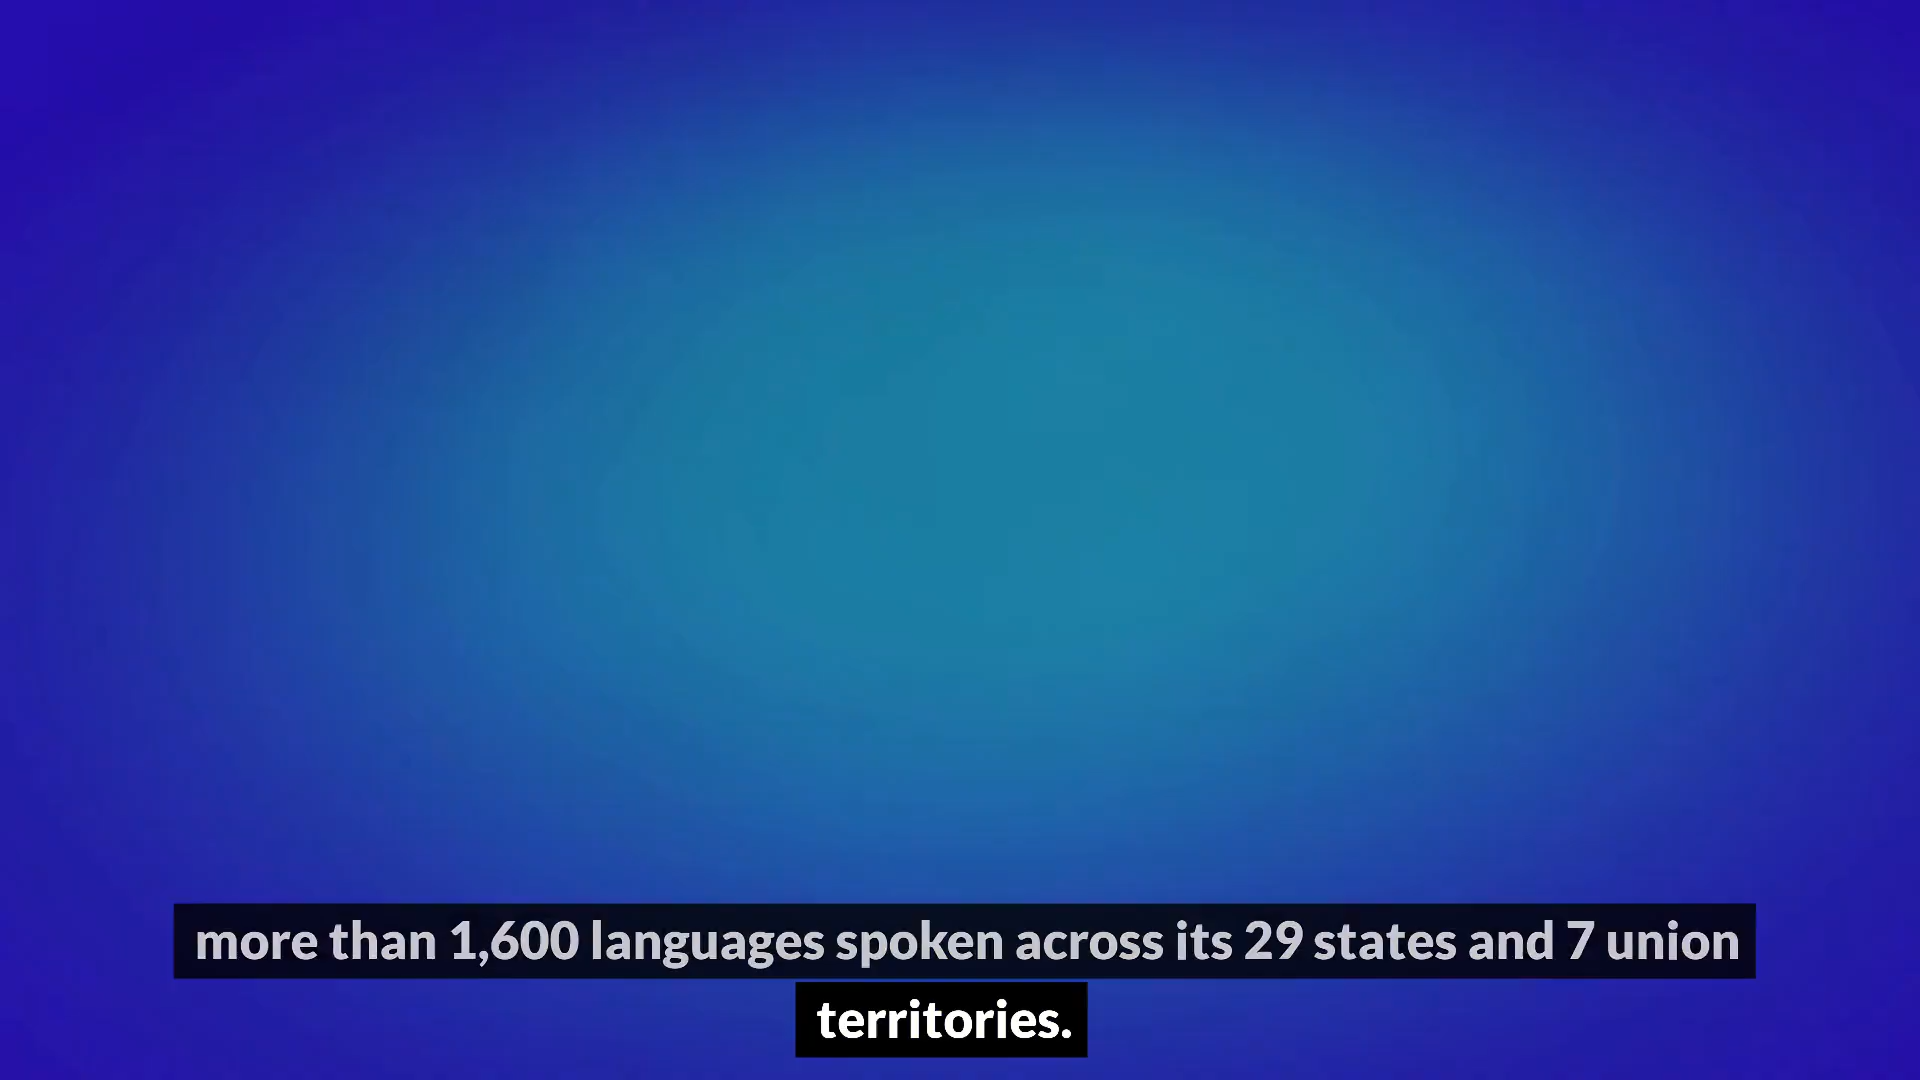 more than 1,600 languages spoken across its 29 states and 7 union
territories.